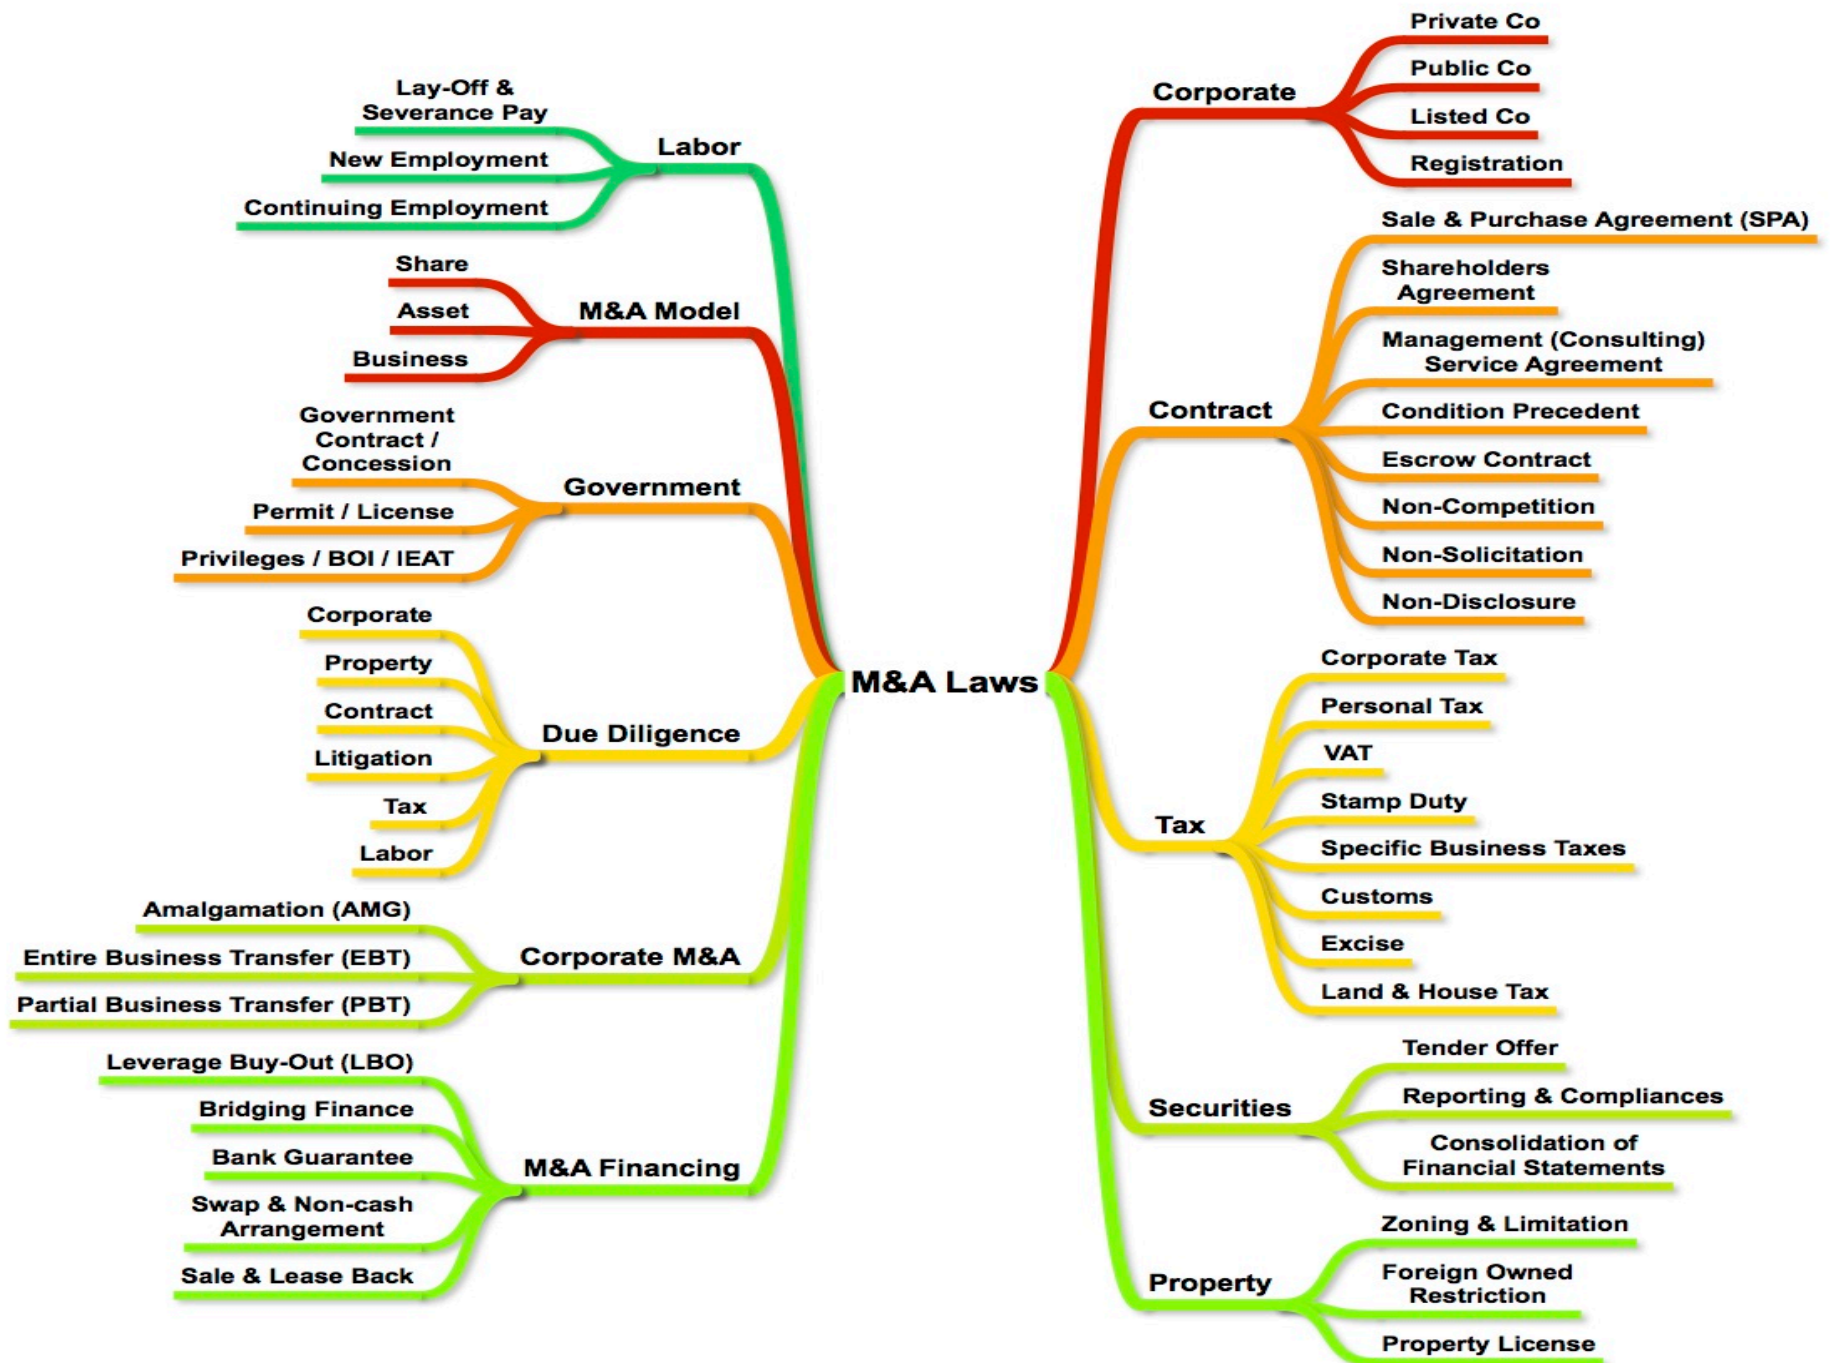 M&A Laws
Corporate
Private Co
Public Co
Listed Co
Registration
Contract
Sale & Purchase Agreement (SPA)
Shareholders
Agreement
Management (Consulting)
Service Agreement
Condition Precedent
Escrow Contract
Non-Competition
Non-Solicitation
Non-Disclosure
Tax
Corporate Tax
Personal Tax
VAT
Stamp Duty
Specific Business Taxes
Customs
Excise
Land & House Tax
Securities
Tender Offer
Reporting & Compliances
Consolidation of
Financial Statements
Property
Zoning & Limitation
Foreign Owned
Restriction
Property License
Labor
Lay-Off &
Severance Pay
New Employment
Continuing Employment
M&A Model
Share
Asset
Business
Government
Government
Contract /
Concession
Permit / License
Privileges / BOI / IEAT
Due Diligence
Corporate
Property
Contract
Litigation
Tax
Labor
Corporate M&A
Amalgamation (AMG)
Entire Business Transfer (EBT)
Partial Business Transfer (PBT)
M&A Financing
Leverage Buy-Out (LBO)
Bridging Finance
Bank Guarantee
Swap & Non-cash
Arrangement
Sale & Lease Back